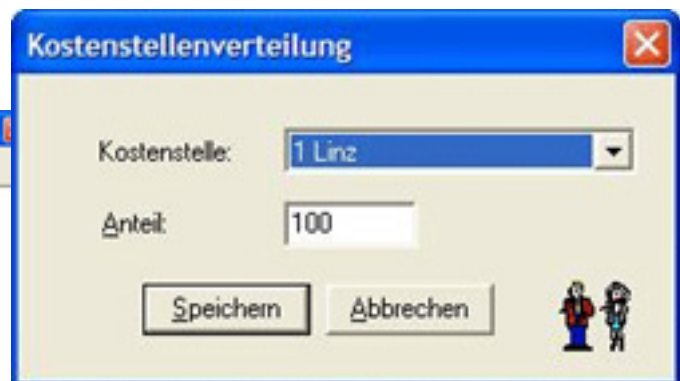 Kostenstellenverteilung
Kostenstelle: 1 Linz
Anteil: 100
Speichern Abbrechen